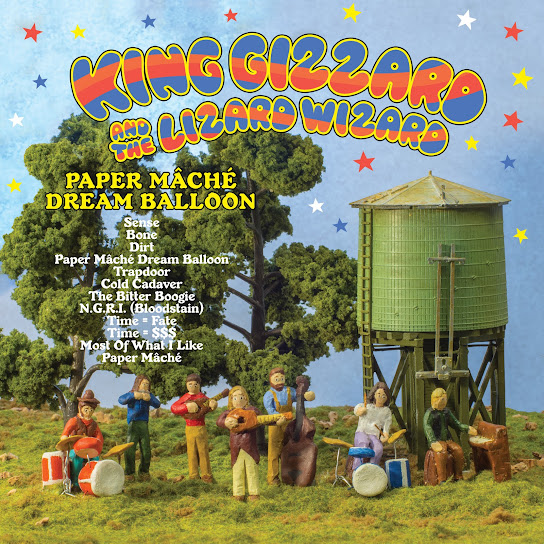 KING GIZZARD
AND THE LIZARD WIZARD
PAPER MÂCHÉ
DREAM BALLOON
Sense
Bone
Dirt
Paper Mâché Dream Balloon
Trapdoor
Cold Cadaver
The Bitter Boogie
N.G.R.I. (Bloodstain)
Time = Fate
Time = $$$
Most Of What I Like
Paper Mâché